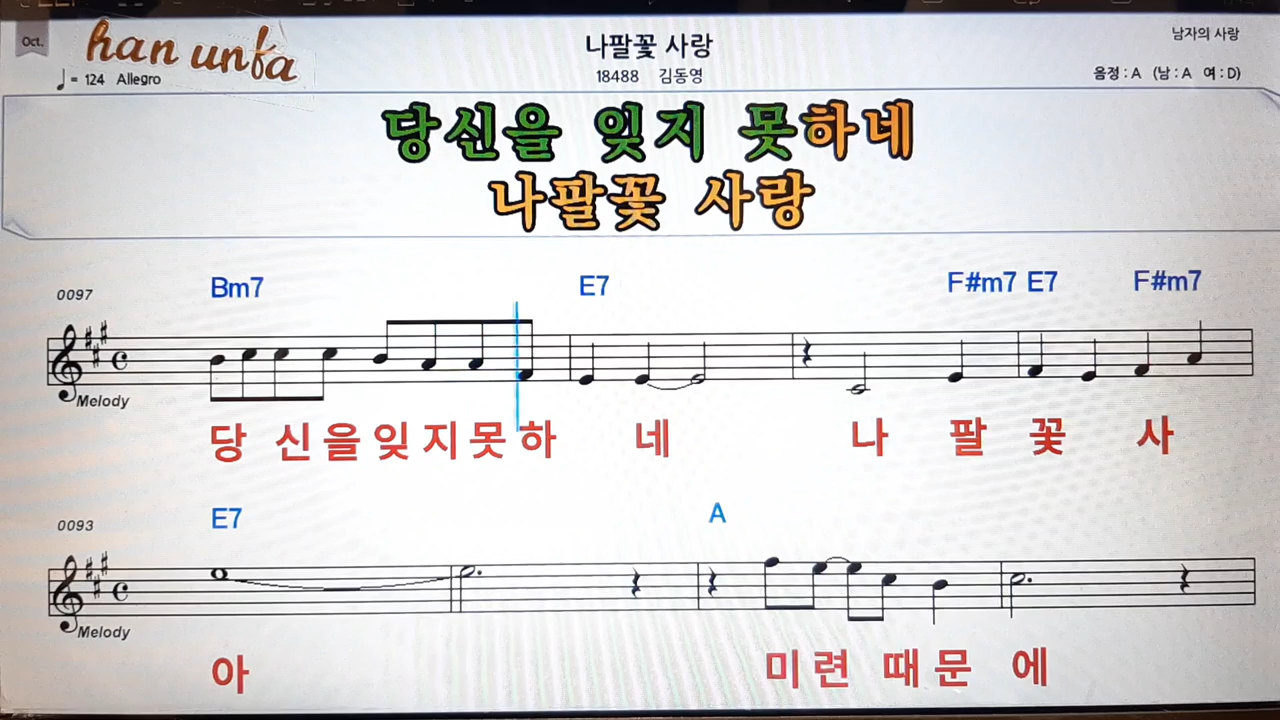 Oct.
han unfa
나팔꽃 사랑
남자의 사랑
♩= 124 Allegro
18488 김동영
음정 : A (남 : A 여 : D)
당신을 잊지 못하네
나팔꽃 사랑
0097
Bm7 E7 F#m7 E7 F#m7
Melody
당 신 을 잊 지 못 하 네 나 팔 꽃 사
0093
E7 A
Melody
아 미 련 때 문 에